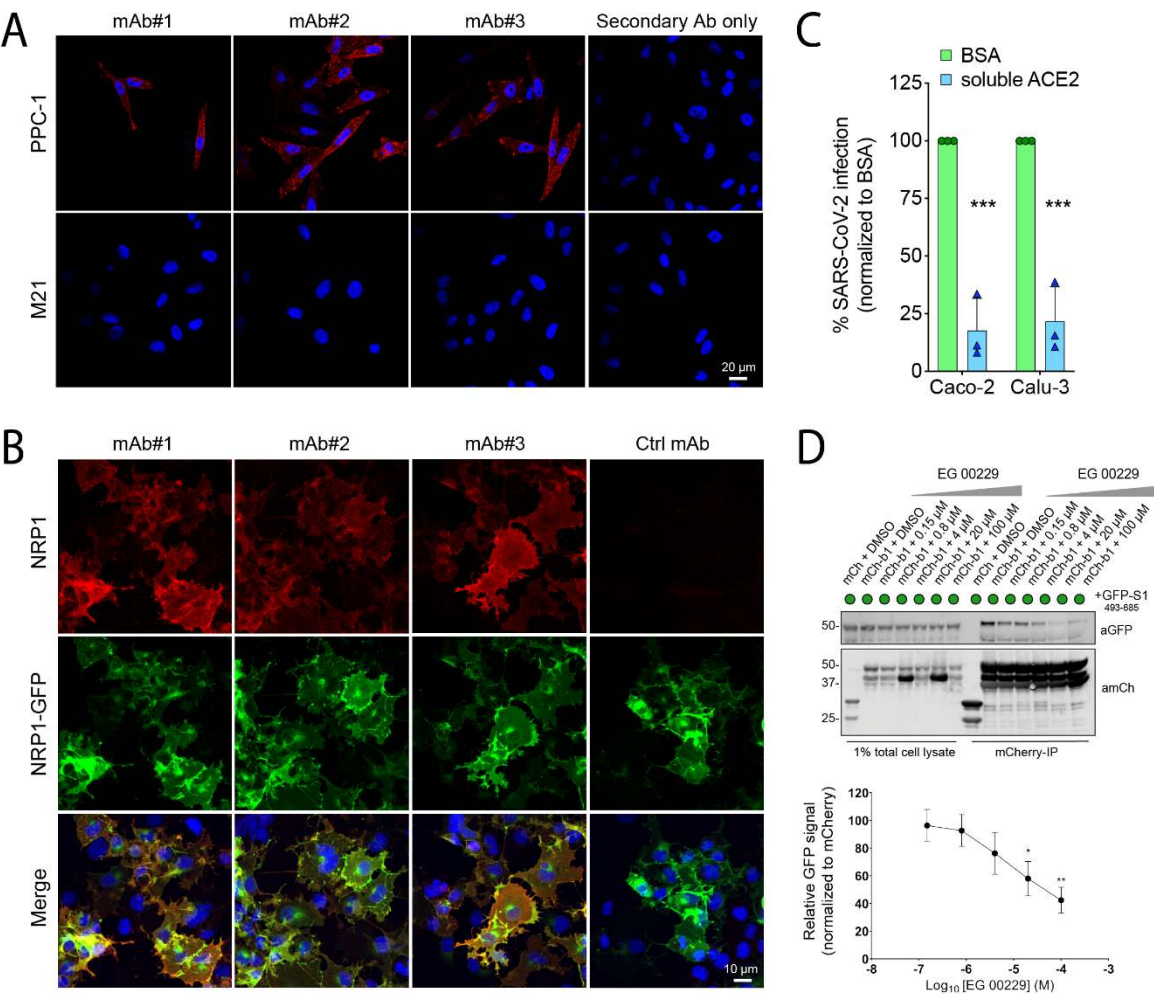 A
mAb#1 mAb#2 mAb#3 Secondary Ab only
PPC-1
M21
20 µm
B
mAb#1 mAb#2 mAb#3 Ctrl mAb
NRP1
NRP1-GFP
Merge
10 µm
C
BSA
soluble ACE2
% SARS-CoV-2 infection
(normalized to BSA)
125
100
75
50
25
0
*** ***
Caco-2 Calu-3
D
EG 00229 EG 00229
mCh + DMSO
mCh-b1 + DMSO
mCh-b1 + 0.15 µM
mCh-b1 + 0.8 µM
mCh-b1 + 4 µM
mCh-b1 + 20 µM
mCh-b1 + 100 µM
mCh + DMSO
mCh-b1 + DMSO
mCh-b1 + 0.15 µM
mCh-b1 + 0.8 µM
mCh-b1 + 4 µM
mCh-b1 + 20 µM
mCh-b1 + 100 µM
+GFP-S1
493-685
50- aGFP
50-
37- amCh
25-
1% total cell lysate mCherry-IP
Relative GFP signal
(normalized to mCherry)
120
100
80
60
40
20
0
*
**
-8 -7 -6 -5 -4 -3
Log10 [EG 00229] (M)